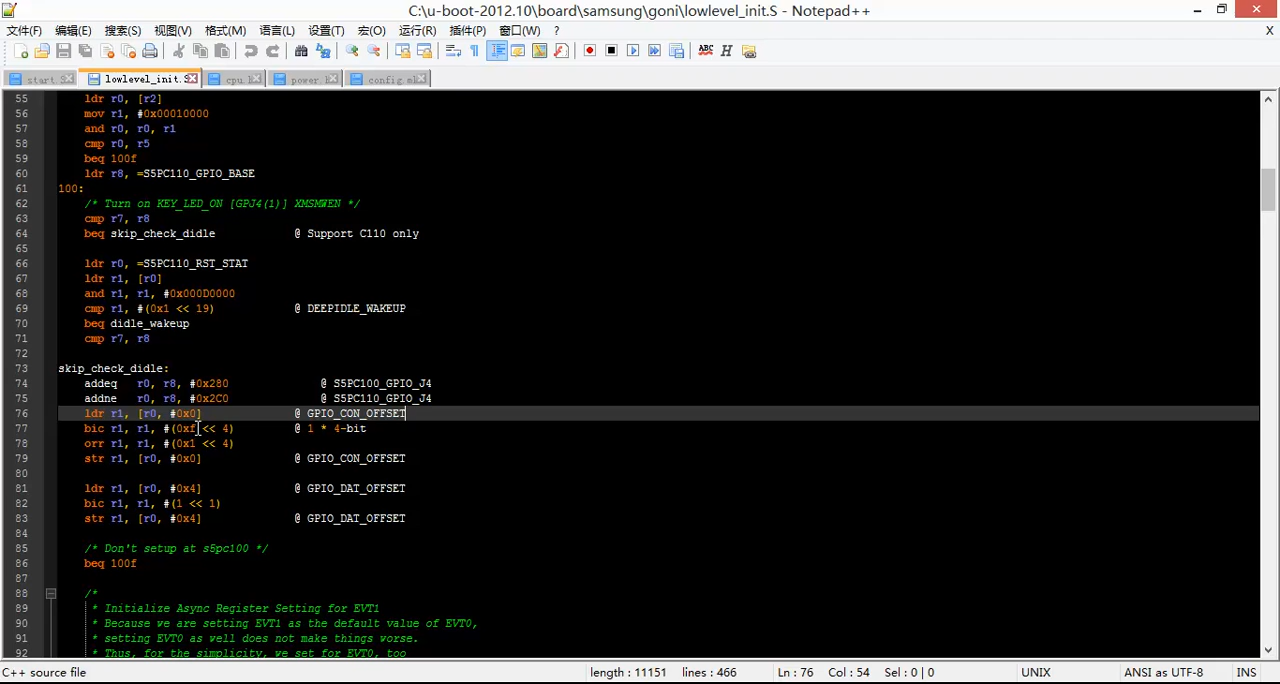 C:\u-boot-2012.10\board\samsung\goni\lowlevel_init.S - Notepad++
文件(F) 编辑(E) 搜索(S) 视图(V) 格式(M) 语言(L) 设置(T) 宏(O) 运行(R) 插件(P) 窗口(W) ? X
start.S lowlevel_init.S cpu.h power.h config.mk
55 ldr r0, [r2]
56 mov r1, #0x00010000
57 and r0, r0, r1
58 cmp r0, r5
59 beq 100f
60 ldr r8, =S5PC110_GPIO_BASE
61 100:
62 /* Turn on KEY_LED_ON [GPJ4(1)] XMSMWEN */
63 cmp r7, r8
64 beq skip_check_didle @ Support C110 only
65
66 ldr r0, =S5PC110_RST_STAT
67 ldr r1, [r0]
68 and r1, r1, #0x000D0000
69 cmp r1, #(0x1 << 19) @ DEEPIDLE_WAKEUP
70 beq didle_wakeup
71 cmp r7, r8
72
73 skip_check_didle:
74 addeq r0, r8, #0x280 @ S5PC100_GPIO_J4
75 addne r0, r8, #0x2C0 @ S5PC110_GPIO_J4
76 ldr r1, [r0, #0x0] @ GPIO_CON_OFFSET
77 bic r1, r1, #(0xf << 4) @ 1 * 4-bit
78 orr r1, r1, #(0x1 << 4)
79 str r1, [r0, #0x0] @ GPIO_CON_OFFSET
80
81 ldr r1, [r0, #0x4] @ GPIO_DAT_OFFSET
82 bic r1, r1, #(1 << 1)
83 str r1, [r0, #0x4] @ GPIO_DAT_OFFSET
84
85 /* Don't setup at s5pc100 */
86 beq 100f
87
88 /*
89 * Initialize Async Register Setting for EVT1
90 * Because we are setting EVT1 as the default value of EVT0,
91 * setting EVT0 as well does not make things worse.
92 * Thus, for the simplicity, we set for EVT0, too
C++ source file length : 11151 lines : 466 Ln : 76 Col : 54 Sel : 0 | 0 UNIX ANSI as UTF-8 INS